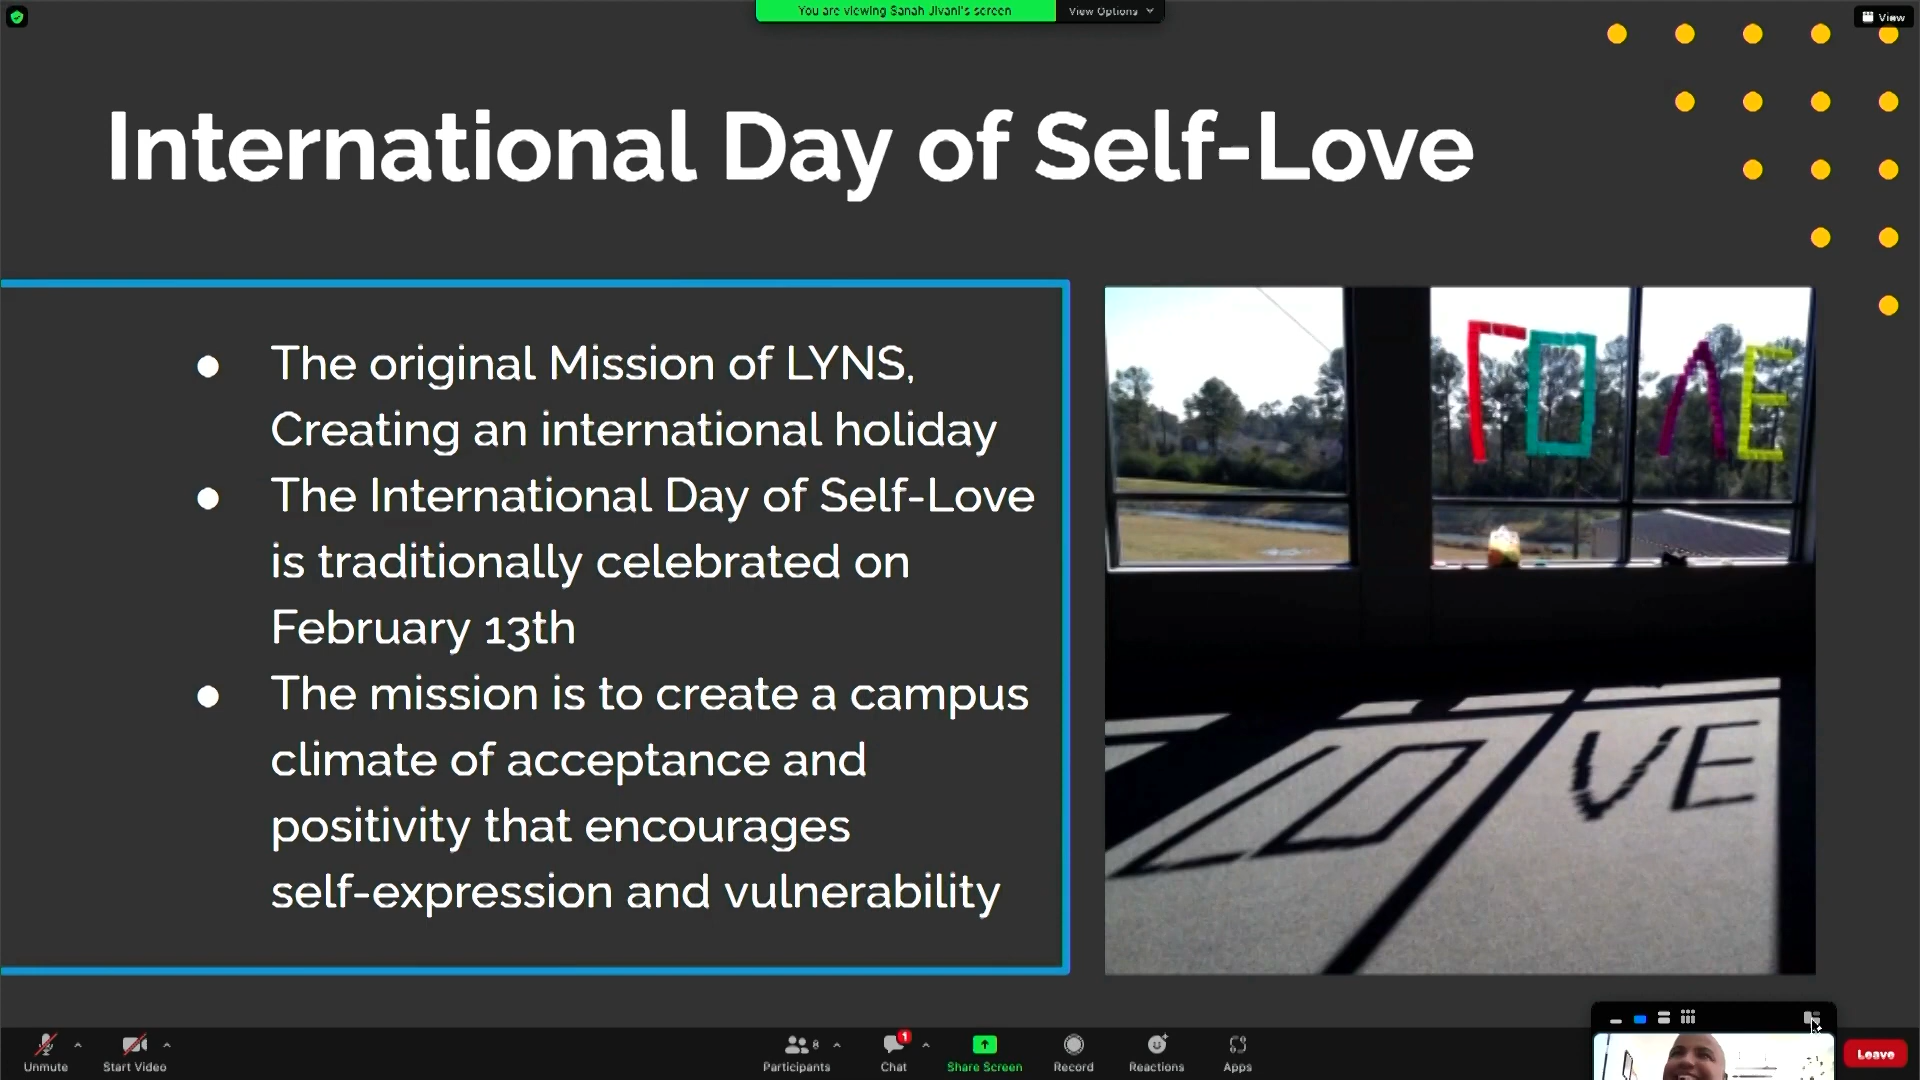 You are viewing Sanah Jivani's screen
View Options
View
International Day of Self-Love
● The original Mission of LYNS,
Creating an international holiday
● The International Day of Self-Love
is traditionally celebrated on
February 13th
● The mission is to create a campus
climate of acceptance and
positivity that encourages
self-expression and vulnerability
LOVE
LOVE
Unmute
Start Video
8
Participants
1
Chat
Share Screen
Record
Reactions
Apps
Leave